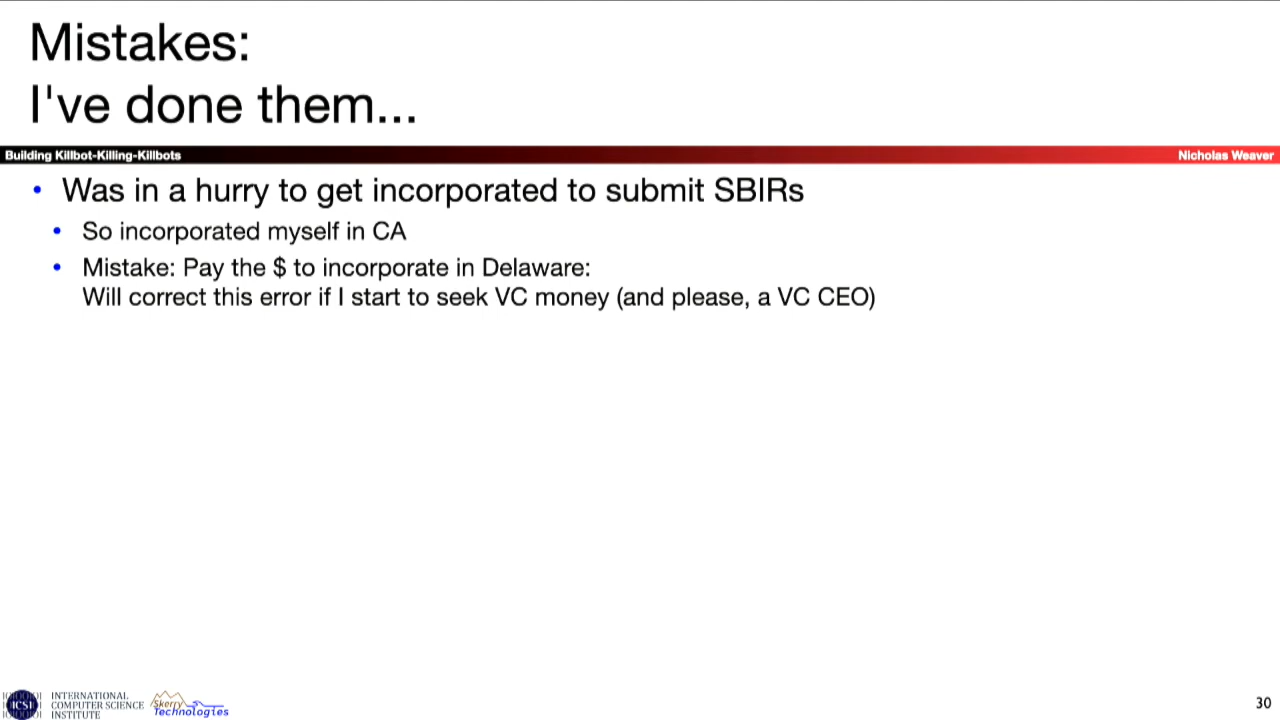 Mistakes:
I've done them...
Building Killbot-Killing-Killbots
Nicholas Weaver
• Was in a hurry to get incorporated to submit SBIRs
• So incorporated myself in CA
• Mistake: Pay the $ to incorporate in Delaware:
Will correct this error if I start to seek VC money (and please, a VC CEO)
ICSI
INTERNATIONAL
COMPUTER SCIENCE
INSTITUTE
Skerry
Technologies
30